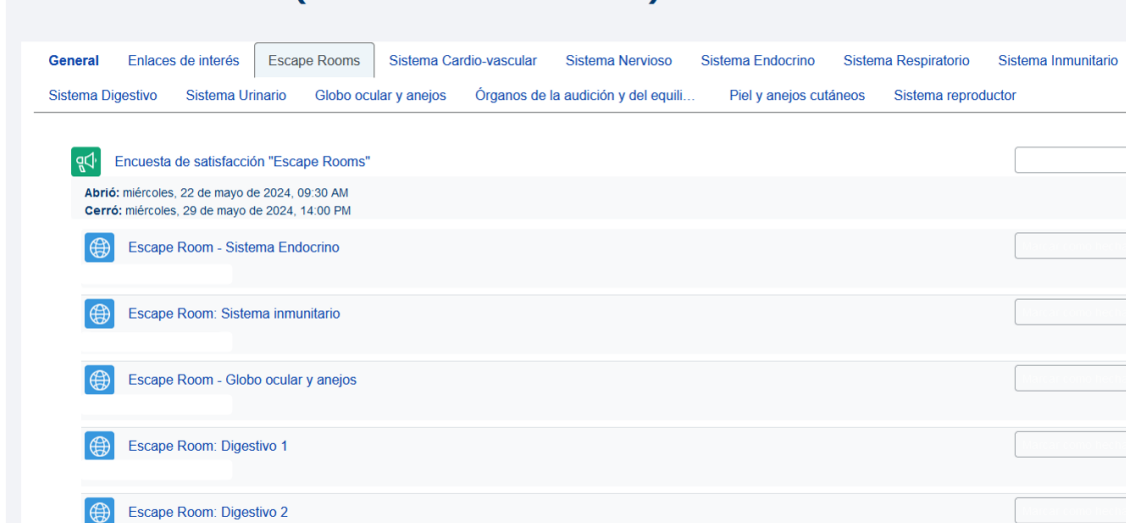 General Enlaces de interés Escape Rooms Sistema Cardio-vascular Sistema Nervioso Sistema Endocrino Sistema Respiratorio Sistema Inmunitario
Sistema Digestivo Sistema Urinario Globo ocular y anejos Órganos de la audición y del equili... Piel y anejos cutáneos Sistema reproductor
Encuesta de satisfacción "Escape Rooms"
Abrió: miércoles, 22 de mayo de 2024, 09:30 AM
Cerró: miércoles, 29 de mayo de 2024, 14:00 PM
Escape Room - Sistema Endocrino
Escape Room: Sistema inmunitario
Escape Room - Globo ocular y anejos
Escape Room: Digestivo 1
Escape Room: Digestivo 2